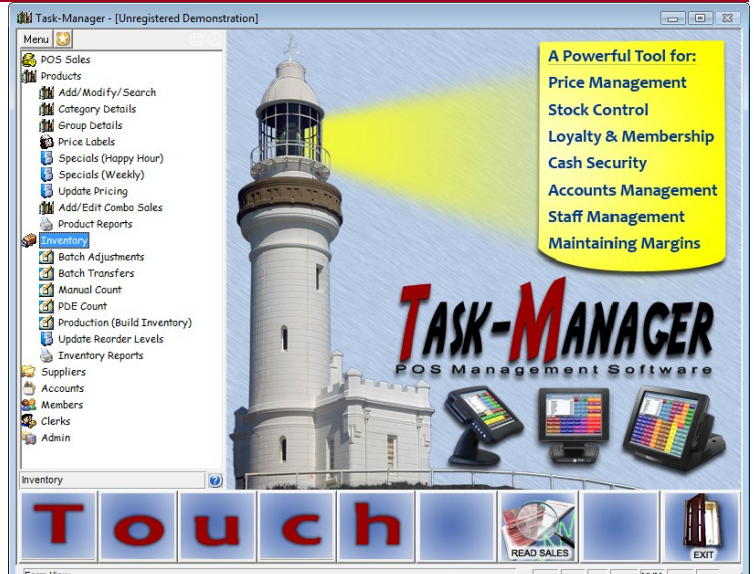 Task-Manager - [Unregistered Demonstration]
Menu
POS Sales
Products
Add/Modify/Search
Category Details
Group Details
Price Labels
Specials (Happy Hour)
Specials (Weekly)
Update Pricing
Add/Edit Combo Sales
Product Reports
Inventory
Batch Adjustments
Batch Transfers
Manual Count
PDE Count
Production (Build Inventory)
Update Reorder Levels
Inventory Reports
Suppliers
Accounts
Members
Clerks
Admin
Inventory
A Powerful Tool for:
Price Management
Stock Control
Loyalty & Membership
Cash Security
Accounts Management
Staff Management
Maintaining Margins
TASK-MANAGER
POS Management Software
Touch
READ SALES
EXIT
Form View
NUM